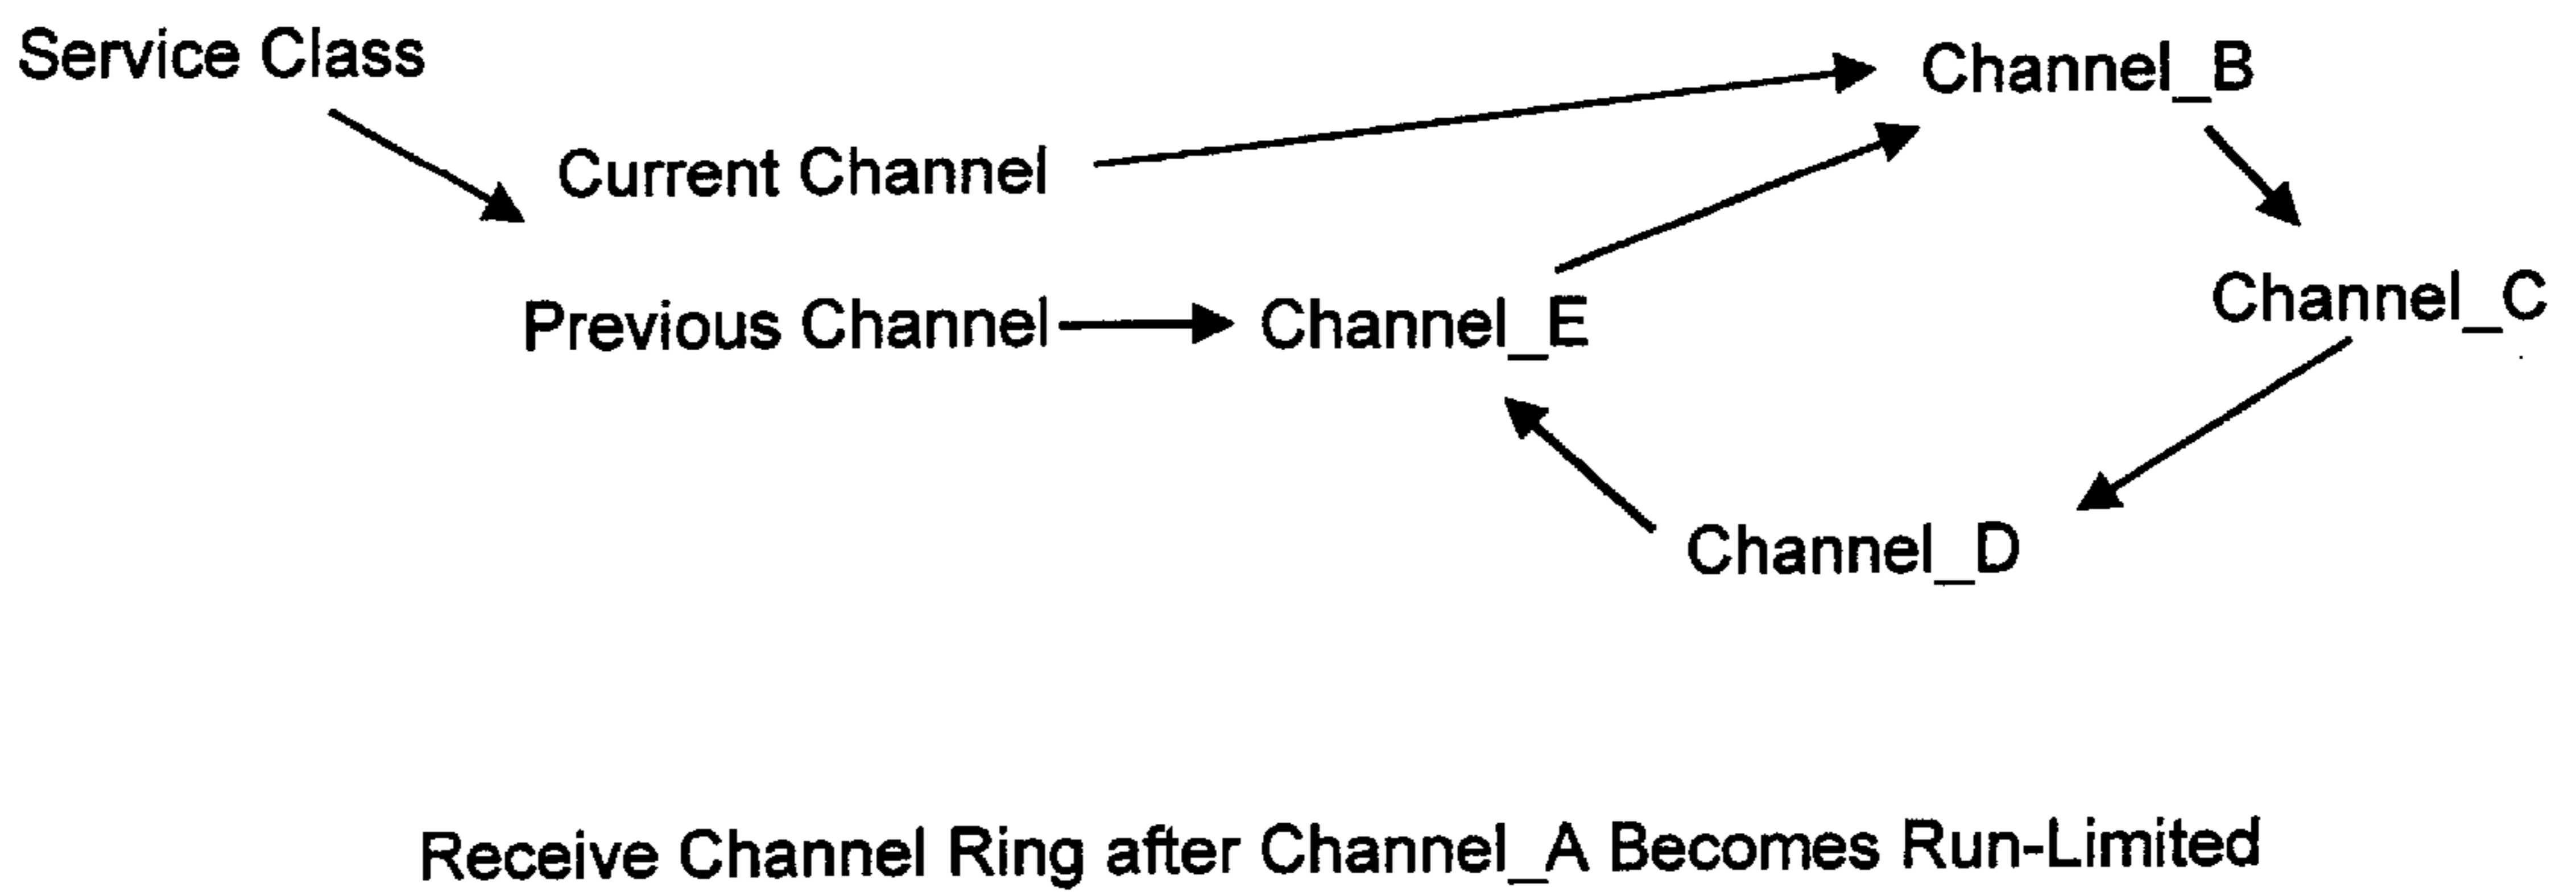 Service Class
Channel_B
Current Channel
Channel_C
Previous Channel
Channel_E
Channel_D
Receive Channel Ring after Channel_A Becomes Run-Limited